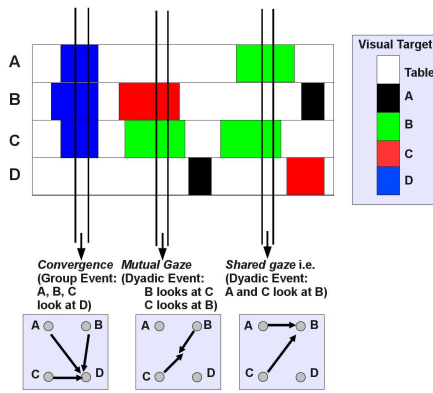 Visual Target
Table
A
B
C
D
A
B
C
D
Convergence
(Group Event:
A, B, C
look at D)
Mutual Gaze
(Dyadic Event:
B looks at C
C looks at B)
Shared gaze i.e.
(Dyadic Event:
A and C look at B)
A
B
C
D
A
B
C
D
A
B
C
D